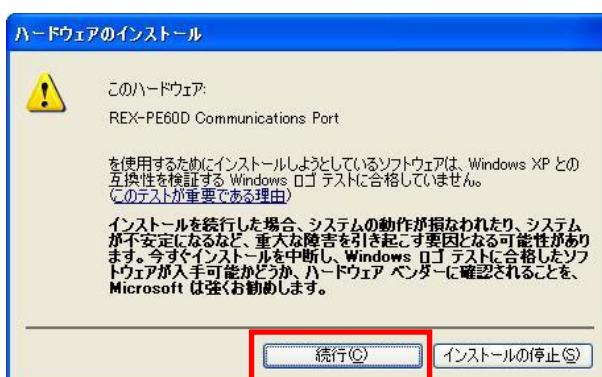 ハードウェアのインストール
このハードウェア:
REX-PE60D Communications Port
を使用するためにインストールしようとしているソフトウェアは、Windows XP との
互換性を検証する Windows ロゴ テストに合格していません。
(このテストが重要である理由)
インストールを続行した場合、システムの動作が損なわれたり、システム
が不安定になるなど、重大な障害を引き起こす要因となる可能性があり
ます。今すぐインストールを中断し、Windows ロゴ テストに合格したソフ
トウェアが入手可能かどうか、ハードウェア ベンダーに確認されることを、
Microsoft は強くお勧めします。
続行(C) インストールの停止(S)